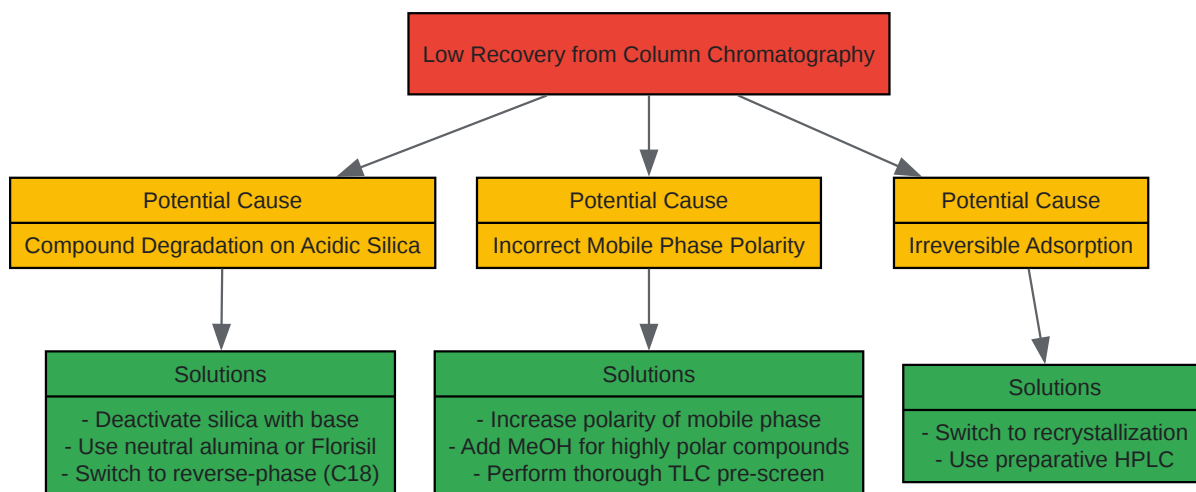 Low Recovery from Column Chromatography
Potential Cause
Compound Degradation on Acidic Silica
Potential Cause
Incorrect Mobile Phase Polarity
Potential Cause
Irreversible Adsorption
Solutions
- Deactivate silica with base
- Use neutral alumina or Florisil
- Switch to reverse-phase (C18)
Solutions
- Increase polarity of mobile phase
- Add MeOH for highly polar compounds
- Perform thorough TLC pre-screen
Solutions
- Switch to recrystallization
- Use preparative HPLC